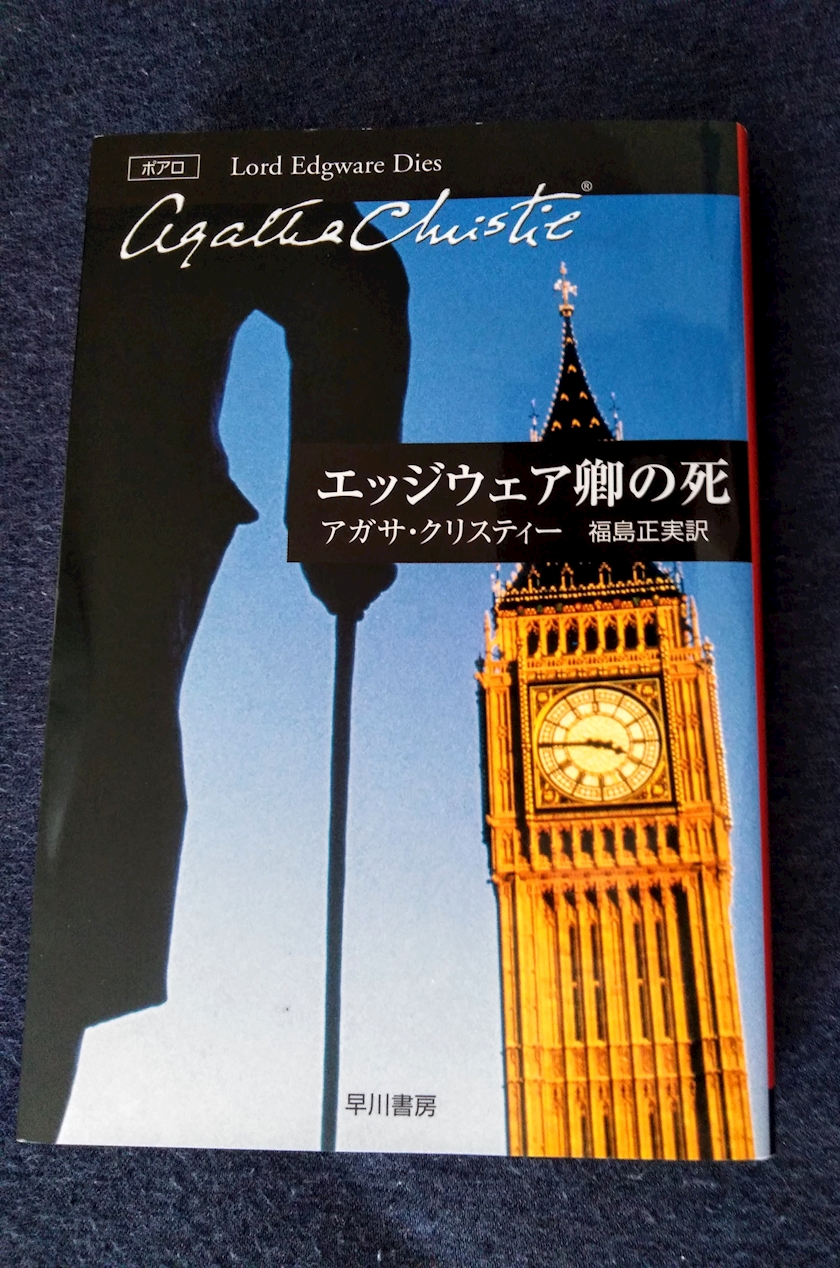 ポアロ Lord Edgware Dies
Agatha Christie®
エッジウェア卿の死
アガサ・クリスティー 福島正実訳
早川書房